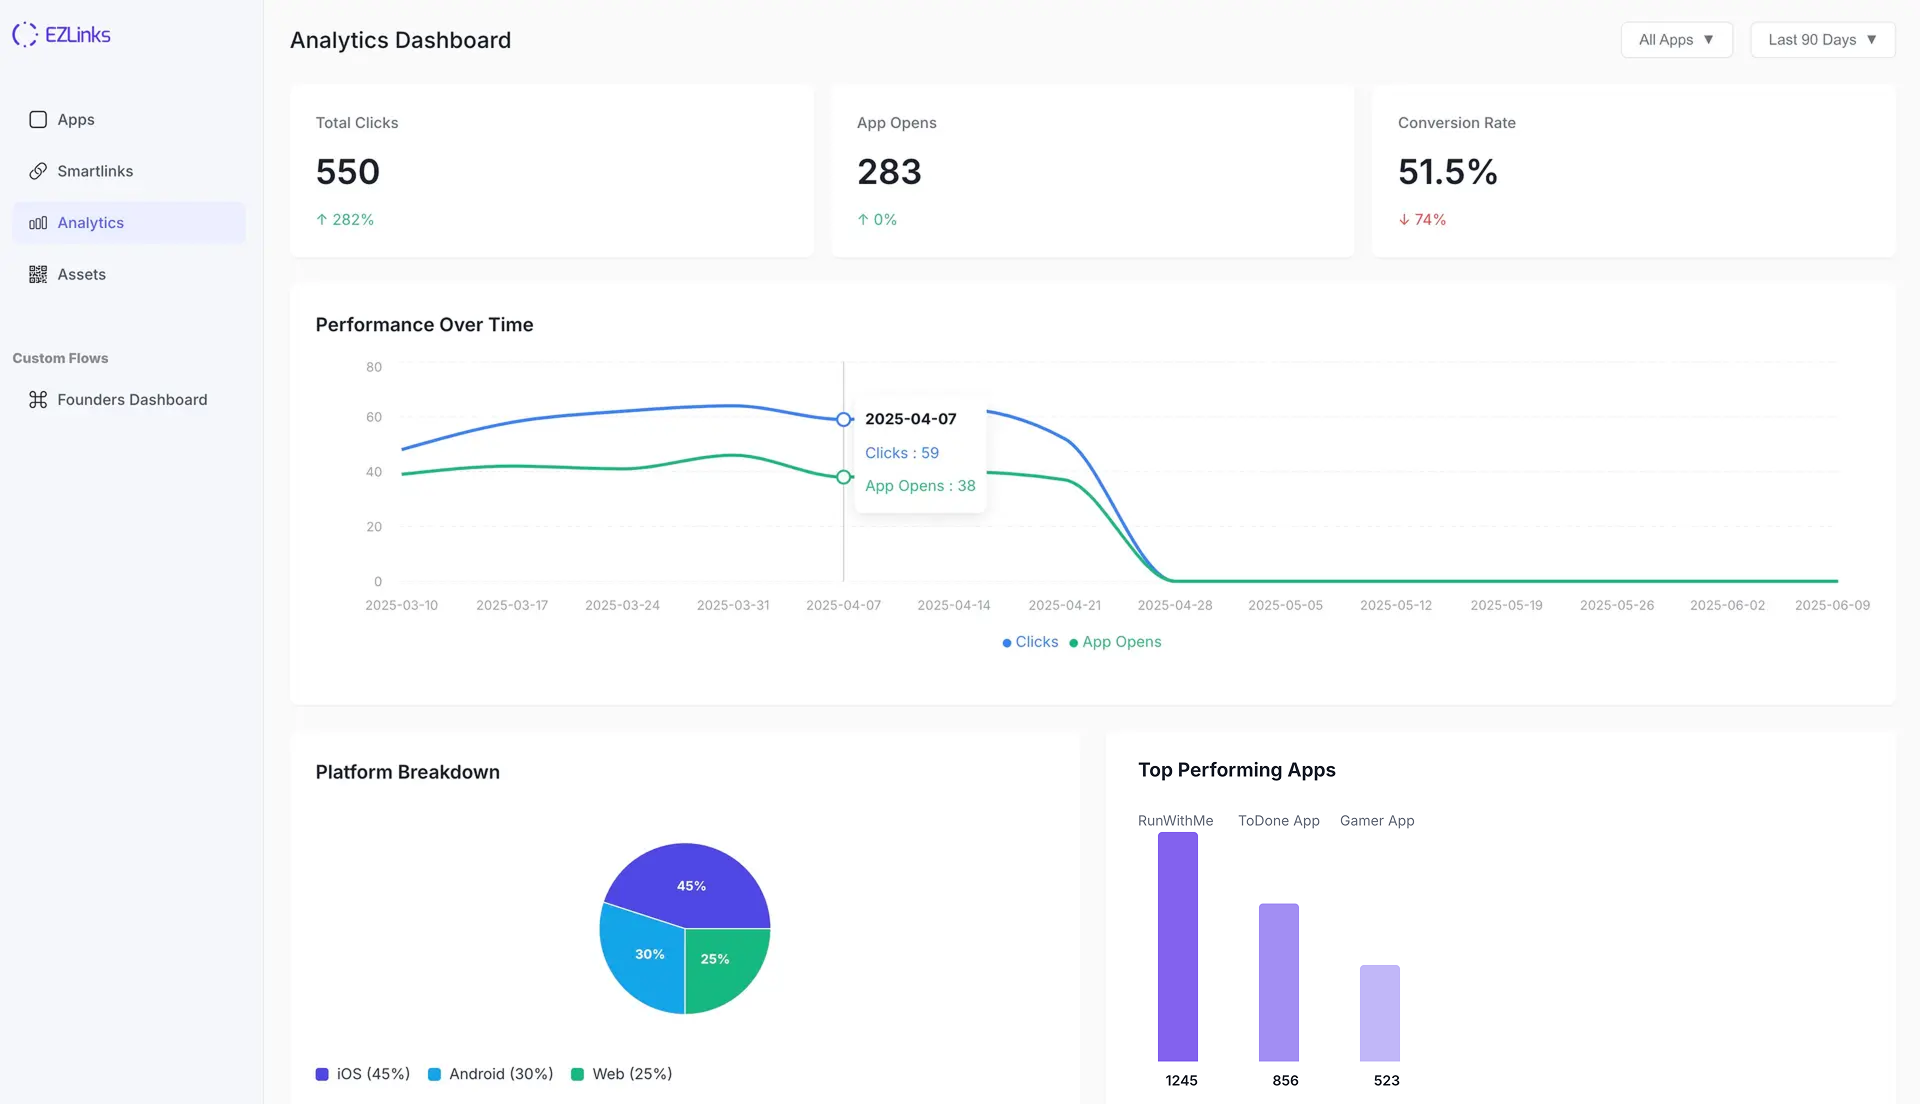 EZLinks
Apps
Smartlinks
Analytics
Assets
Custom Flows
Founders Dashboard
Analytics Dashboard
All Apps ▼
Last 90 Days ▼
Total Clicks
550
↑ 282%
App Opens
283
↑ 0%
Conversion Rate
51.5%
↓ 74%
Performance Over Time
80
60
40
20
0
2025-04-07
Clicks : 59
App Opens : 38
2025-03-10 2025-03-17 2025-03-24 2025-03-31 2025-04-07 2025-04-14 2025-04-21 2025-04-28 2025-05-05 2025-05-12 2025-05-19 2025-05-26 2025-06-02 2025-06-09
Clicks App Opens
Platform Breakdown
45%
30%
25%
iOS (45%) Android (30%) Web (25%)
Top Performing Apps
RunWithMe ToDone App Gamer App
1245 856 523